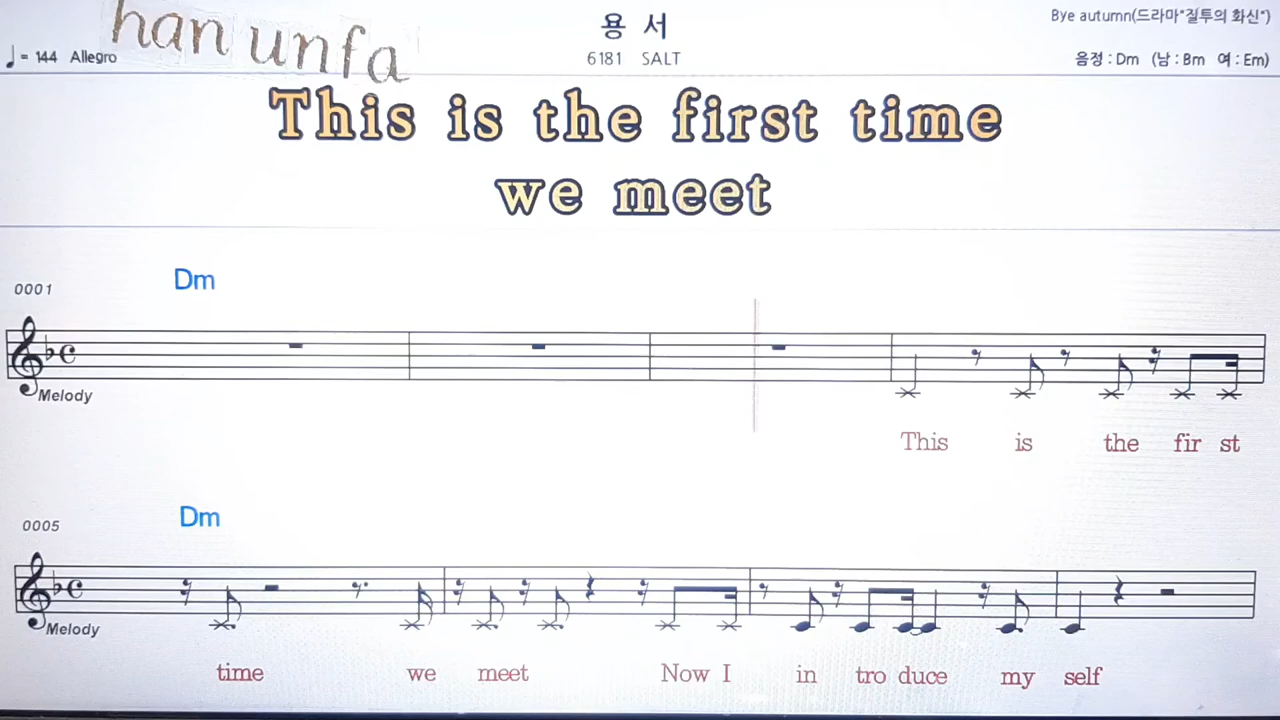 han unfa
용 서
Bye autumn(드라마"질투의 화신")
♩ = 144 Allegro
6181 SALT
음정 : Dm (남 : Bm 여 : Em)
This is the first time
we meet
Dm
0001
Melody
This is the fir st
Dm
0005
Melody
time we meet Now I in tro duce my self